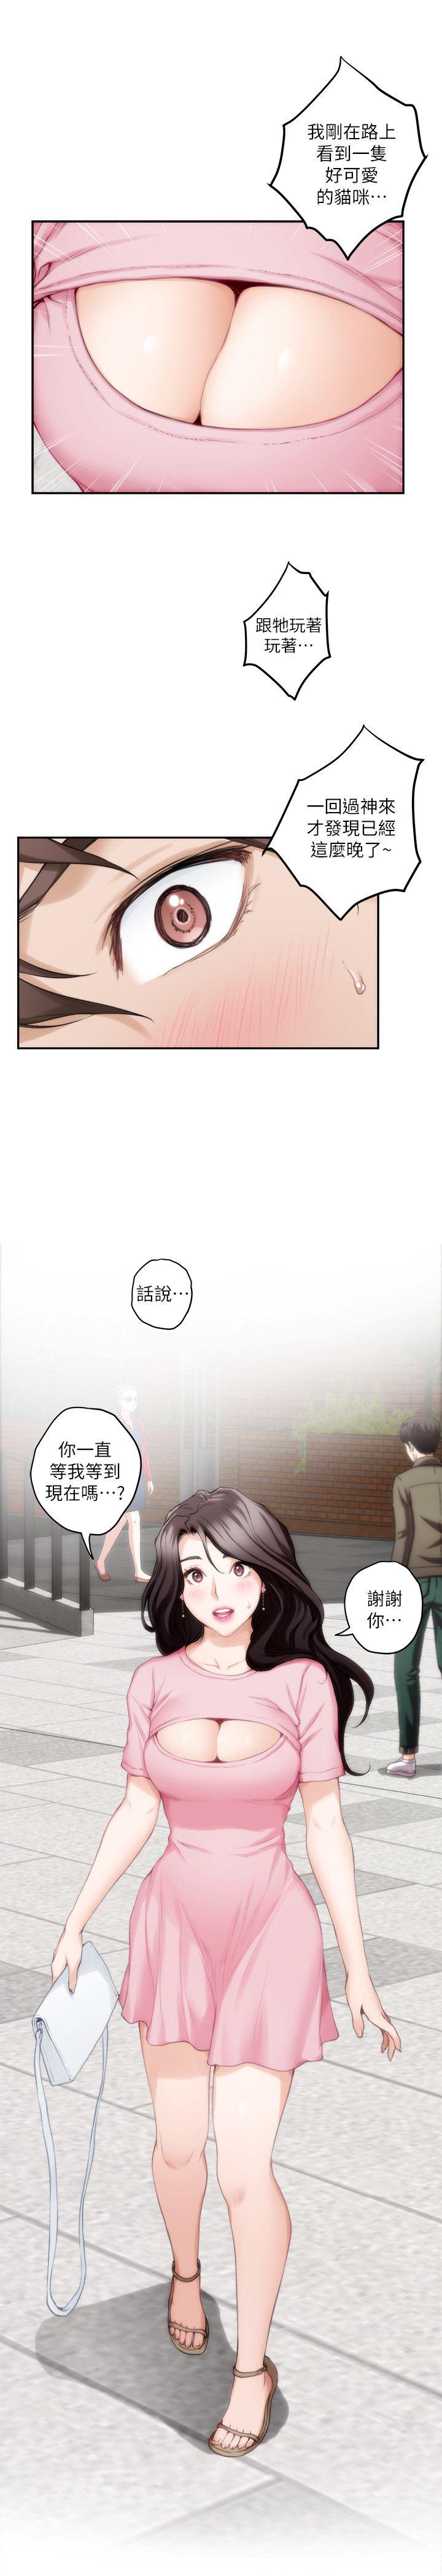 我剛在路上
看到一隻
好可愛
的貓咪…
跟牠玩著
玩著…
一回過神來
才發現已經
這麼晚了~
話說…
你一直
等我等到
現在嗎…?
謝謝
你…